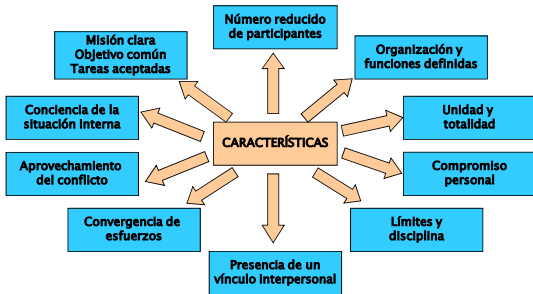 Número reducido
de participantes
Misión clara
Objetivo común
Tareas aceptadas
Organización y
funciones definidas
Conciencia de la
situación interna
Unidad y
totalidad
CARACTERÍSTICAS
Aprovechamiento
del conflicto
Compromiso
personal
Convergencia de
esfuerzos
Límites y
disciplina
Presencia de un
vínculo interpersonal